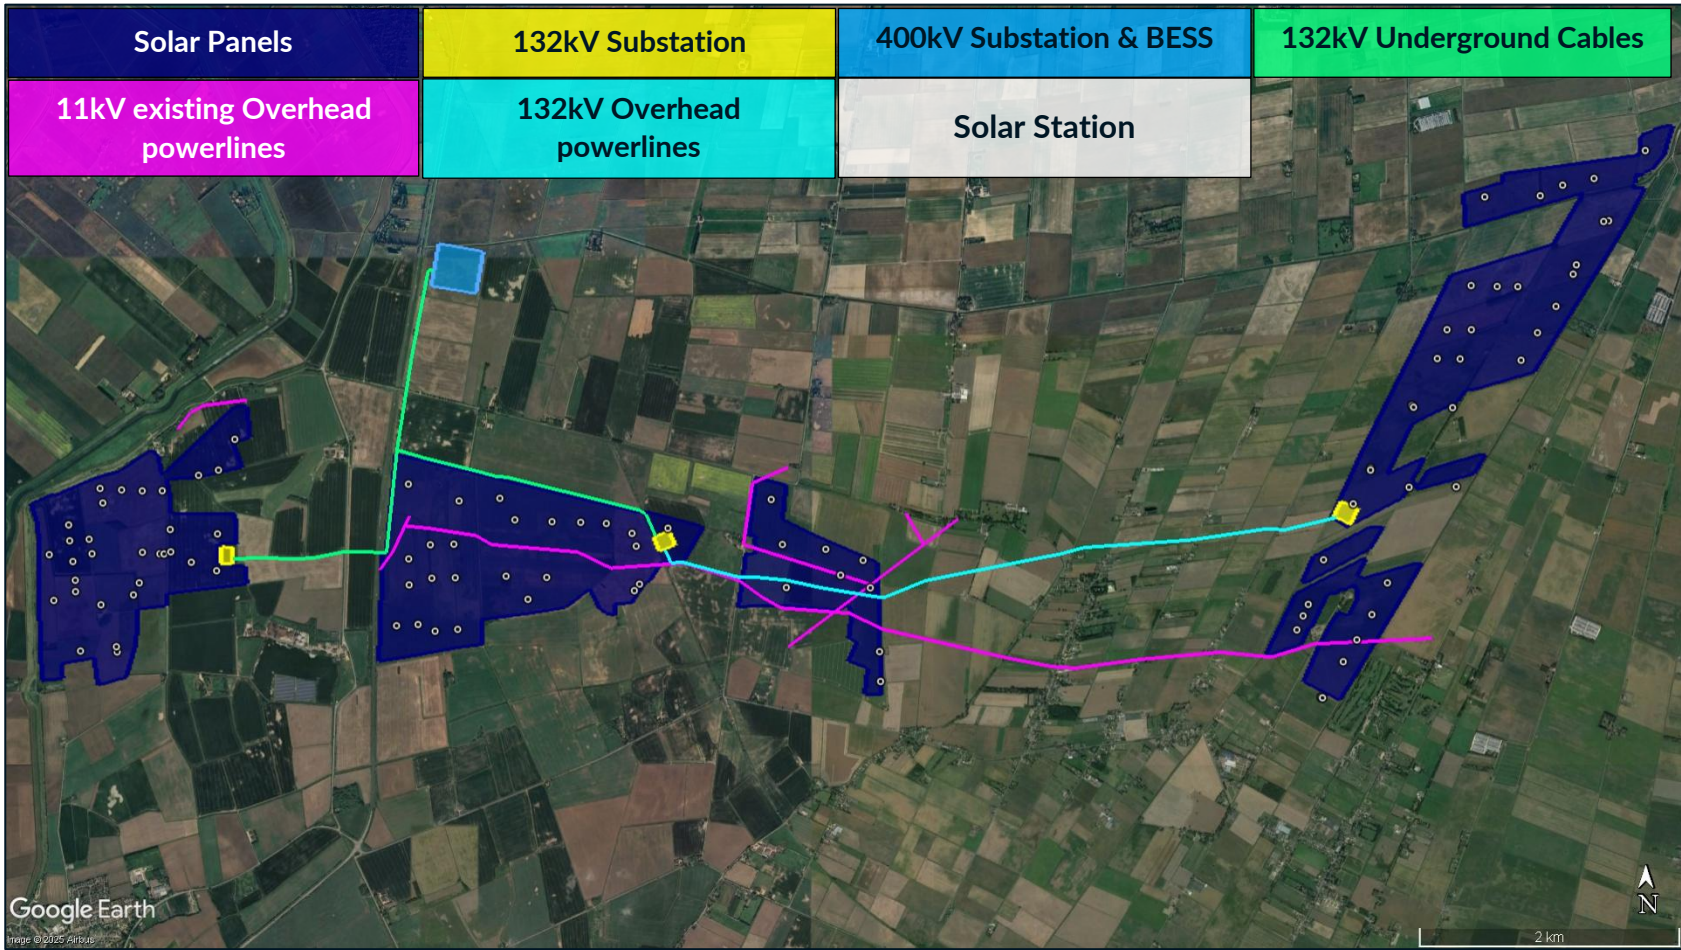 Solar Panels
132kV Substation
400kV Substation & BESS
132kV Underground Cables
11kV existing Overhead
powerlines
132kV Overhead
powerlines
Solar Station
N
Google Earth
Image © 2025 Airbus
2 km